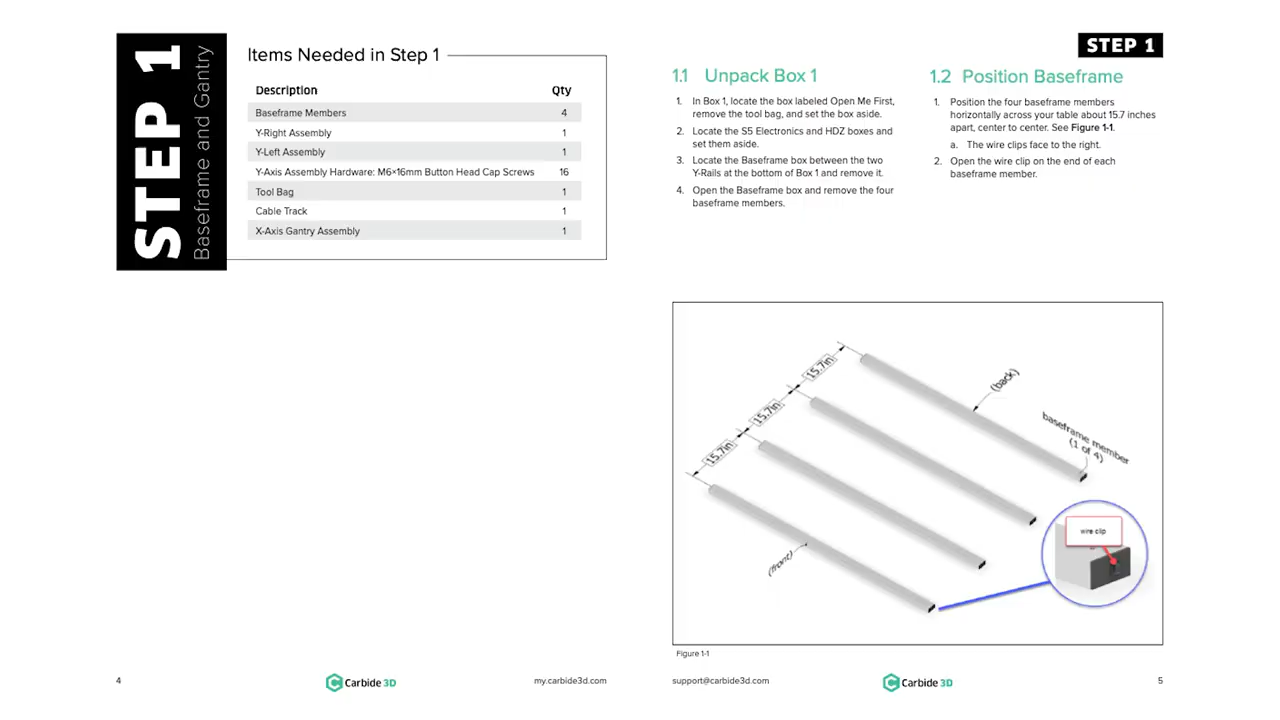 STEP 1
Baseframe and Gantry
Items Needed in Step 1
Description Qty
Baseframe Members 4
Y-Right Assembly 1
Y-Left Assembly 1
Y-Axis Assembly Hardware: M6×16mm Button Head Cap Screws 16
Tool Bag 1
Cable Track 1
X-Axis Gantry Assembly 1
4
Carbide 3D
my.carbide3d.com
STEP 1
1.1 Unpack Box 1
1. In Box 1, locate the box labeled Open Me First,
remove the tool bag, and set the box aside.
2. Locate the S5 Electronics and HDZ boxes and
set them aside.
3. Locate the Baseframe box between the two
Y-Rails at the bottom of Box 1 and remove it.
4. Open the Baseframe box and remove the four
baseframe members.
1.2 Position Baseframe
1. Position the four baseframe members
horizontally across your table about 15.7 inches
apart, center to center. See Figure 1-1.
a. The wire clips face to the right.
2. Open the wire clip on the end of each
baseframe member.
15.7in
15.7in
15.7in
(back)
baseframe member
(1 of 4)
wire clip
(front)
Figure 1-1
support@carbide3d.com
Carbide 3D
5